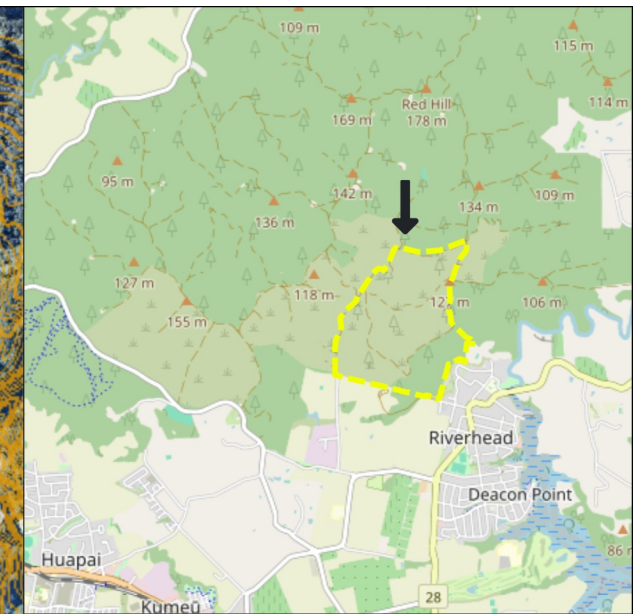 109 m
115 m
Red Hill
178 m
114 m
169 m
95 m
142 m
109 m
134 m
136 m
127 m
118 m
106 m
155 m
Riverhead
Deacon Point
Huapai
28
Kumeū